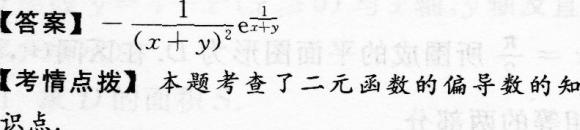 【答案】 $-\frac{1}{(x+y)^2}e^{\frac{1}{x+y}}$
【考情点拨】 本题考查了二元函数的偏导数的知
识点.